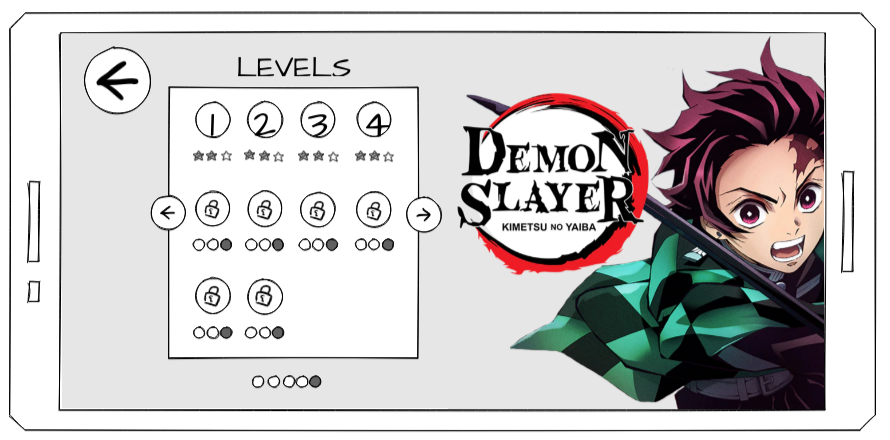 LEVELS
1 2 3 4
DEMON
SLAYER
KIMETSU NO YAIBA